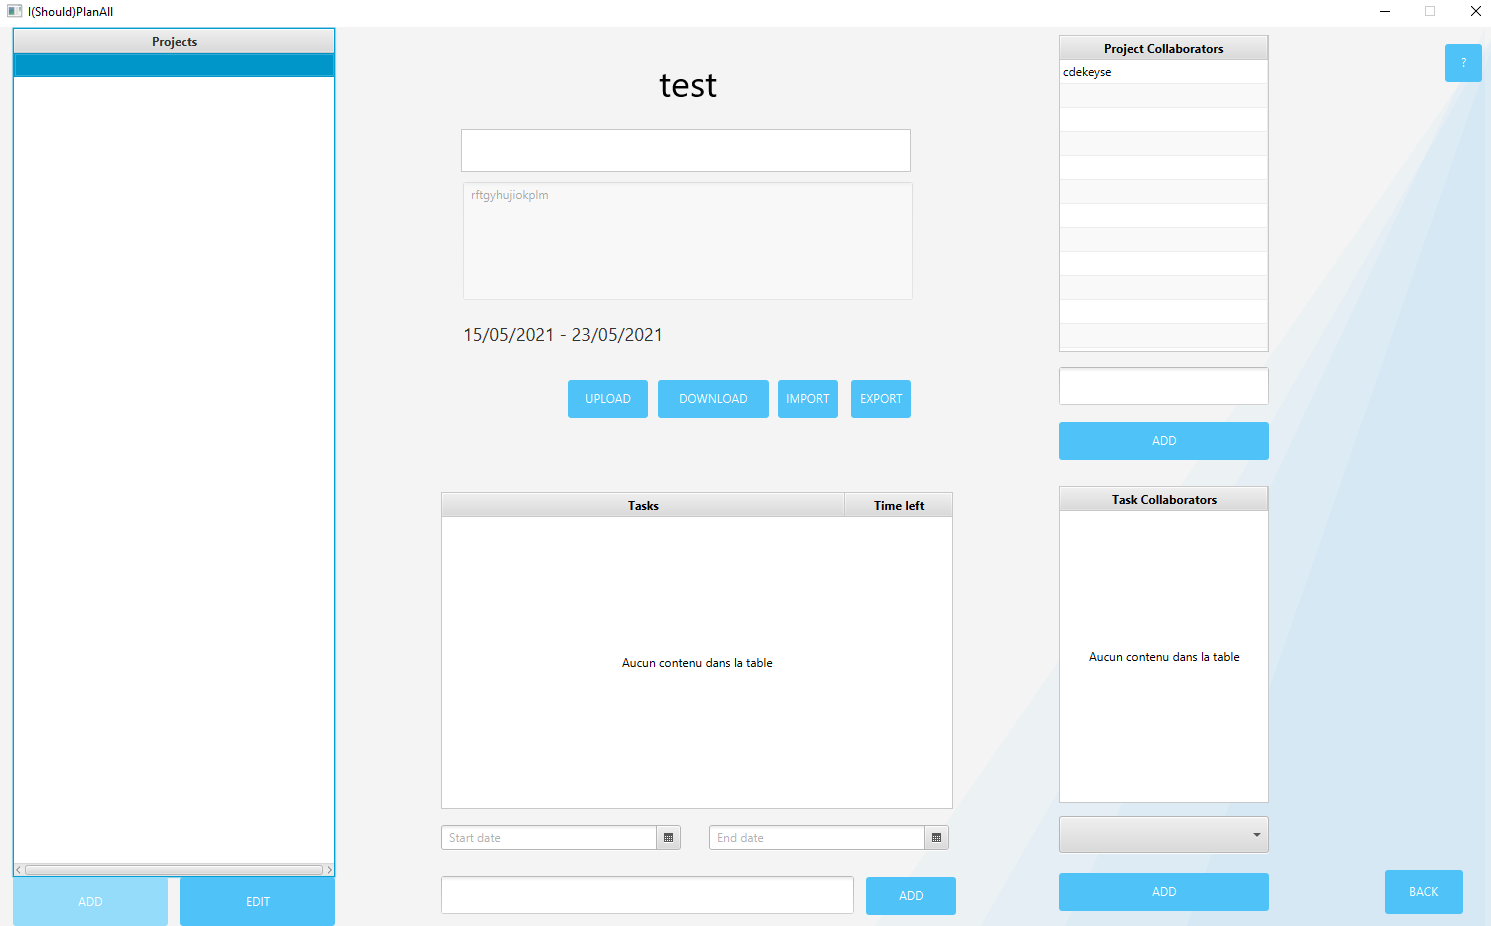 I(Should)PlanAll
Projects
ADD
EDIT
test
rftgyhujiokplm
15/05/2021 - 23/05/2021
UPLOAD
DOWNLOAD
IMPORT
EXPORT
Tasks
Time left
Aucun contenu dans la table
Start date
End date
ADD
Project Collaborators
cdekeyse
ADD
Task Collaborators
Aucun contenu dans la table
ADD
?
BACK